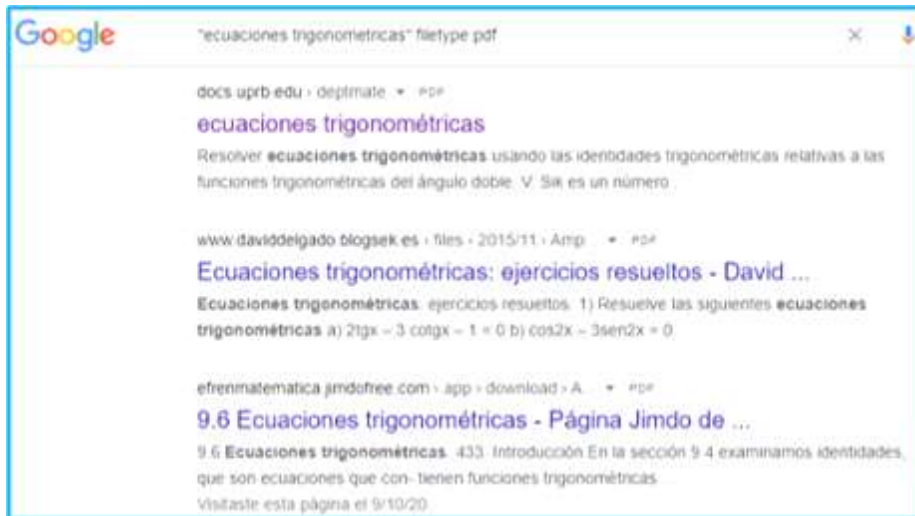 Google
"ecuaciones trigonometricas" filetype pdf
docs.uprb.edu › deptmate ▾ PDF
ecuaciones trigonométricas
Resolver ecuaciones trigonométricas usando las identidades trigonométricas relativas a las
funciones trigonométricas del ángulo doble. V. Sik es un número
www.daviddelgado.blogsek.es › files › 2015/11 › Amp... ▾ PDF
Ecuaciones trigonométricas: ejercicios resueltos - David ...
Ecuaciones trigonométricas. ejercicios resueltos. 1) Resuelve las siguientes ecuaciones
trigonométricas a) 2tgx – 3 cotgx – 1 = 0 b) cos2x – 3sen2x = 0.
efrenmatematica.jimdofree.com › app › download › A... ▾ PDF
9.6 Ecuaciones trigonométricas - Página Jimdo de ...
9.6 Ecuaciones trigonométricas. 433. Introducción En la sección 9.4 examinamos identidades,
que son ecuaciones que con- tienen funciones trigonométricas.
Visitaste esta página el 9/10/20.